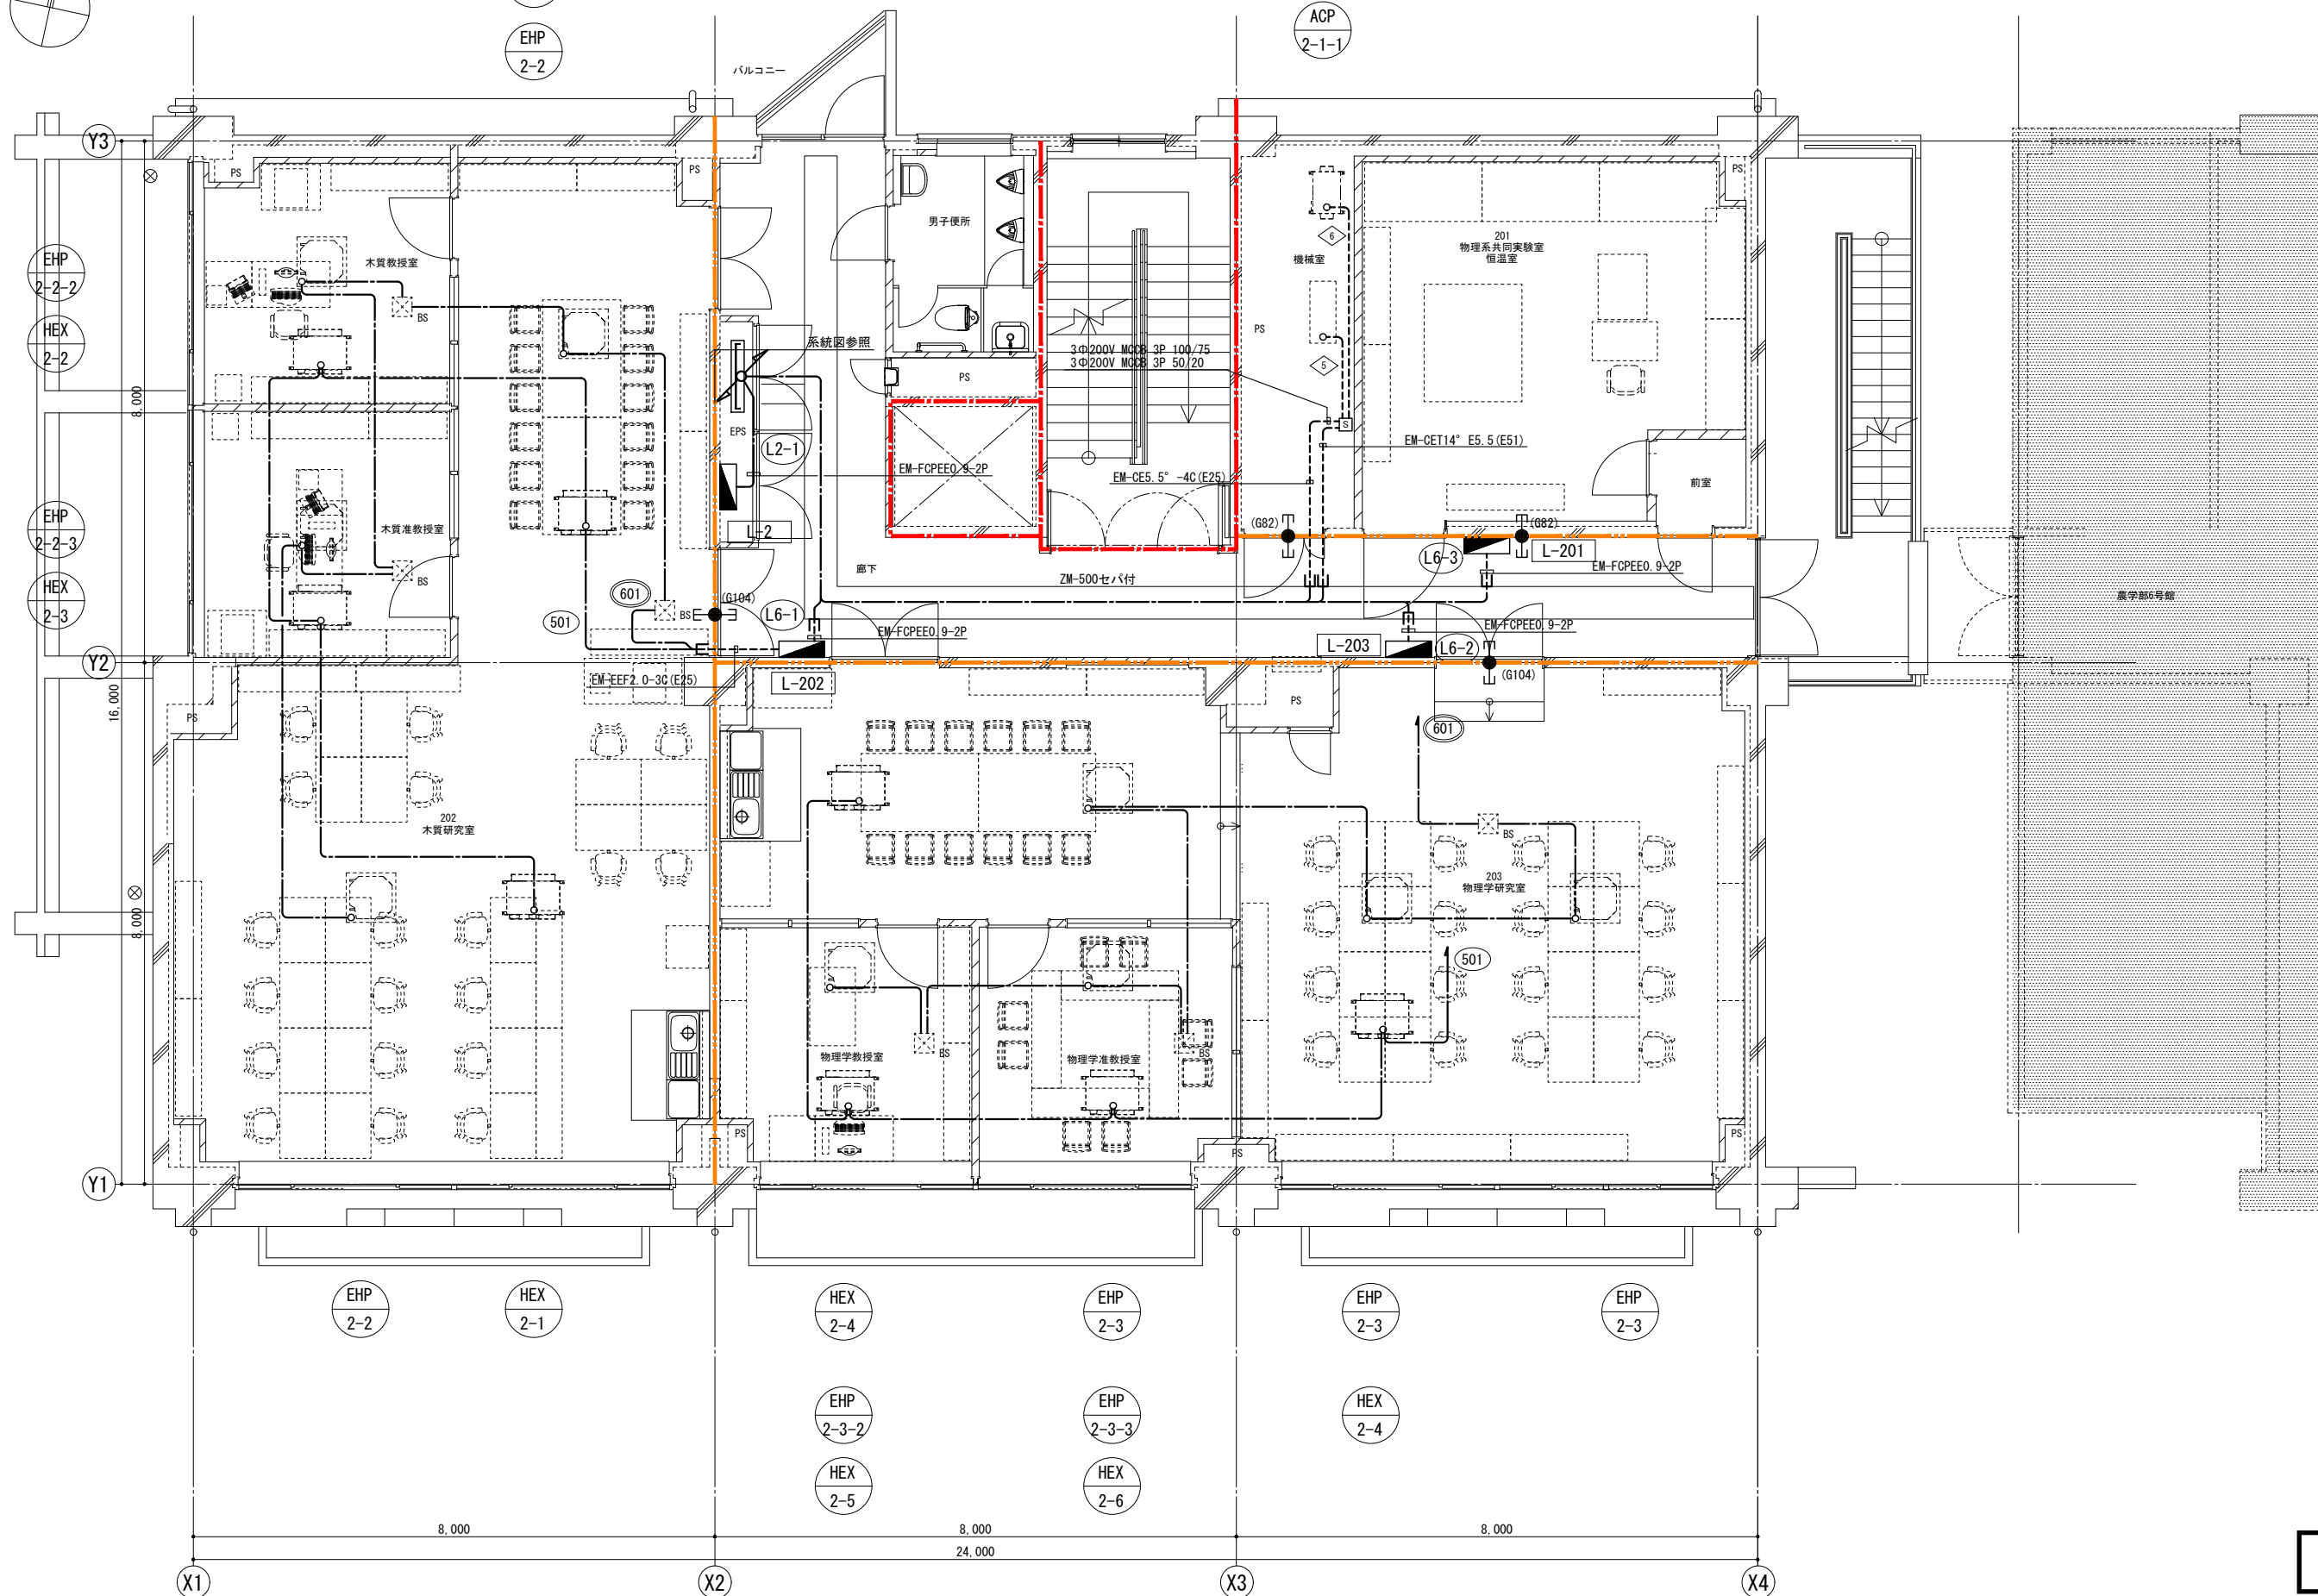 EHP
2-2
ACP
2-1-1
バルコニー
Y3
PS
PS
PS
男子便所
201
物理系共同実験室
恒温室
機械室
木質教授室
EHP
2-2-2
HEX
2-2
6
BS
PS
系統図参照
3Φ200V MCCB 3P 100/75
3Φ200V MCCB 3P 50/20
5
PS
8,000
EPS
L2-1
S
EM-CET14° E5.5(E51)
EM-FCPEE0.9-2P
EM-CE5.5° -4C(E25)
前室
EHP
2-2-3
木質准教授室
L-2
(G82)
(G82)
L6-3
L-201
廊下
ZM-500セパ付
EM-FCPEE0.9-2P
BS
HEX
2-3
601
BS
(G104)
L6-1
501
農学部6号館
EM-FCPEE0.9-2P
EM-FCPEE0.9-2P
L-203
L6-2
Y2
EM-EEF2.0-3C(E25)
L-202
(G104)
16,000
PS
PS
601
202
木質研究室
BS
203
物理学研究室
8,000
501
物理学教授室
BS
物理学准教授室
BS
PS
PS
PS
Y1
EHP
2-2
HEX
2-1
HEX
2-4
EHP
2-3
EHP
2-3
EHP
2-3
EHP
2-3-2
EHP
2-3-3
HEX
2-4
HEX
2-5
HEX
2-6
8,000
8,000
8,000
24,000
X1
X2
X3
X4